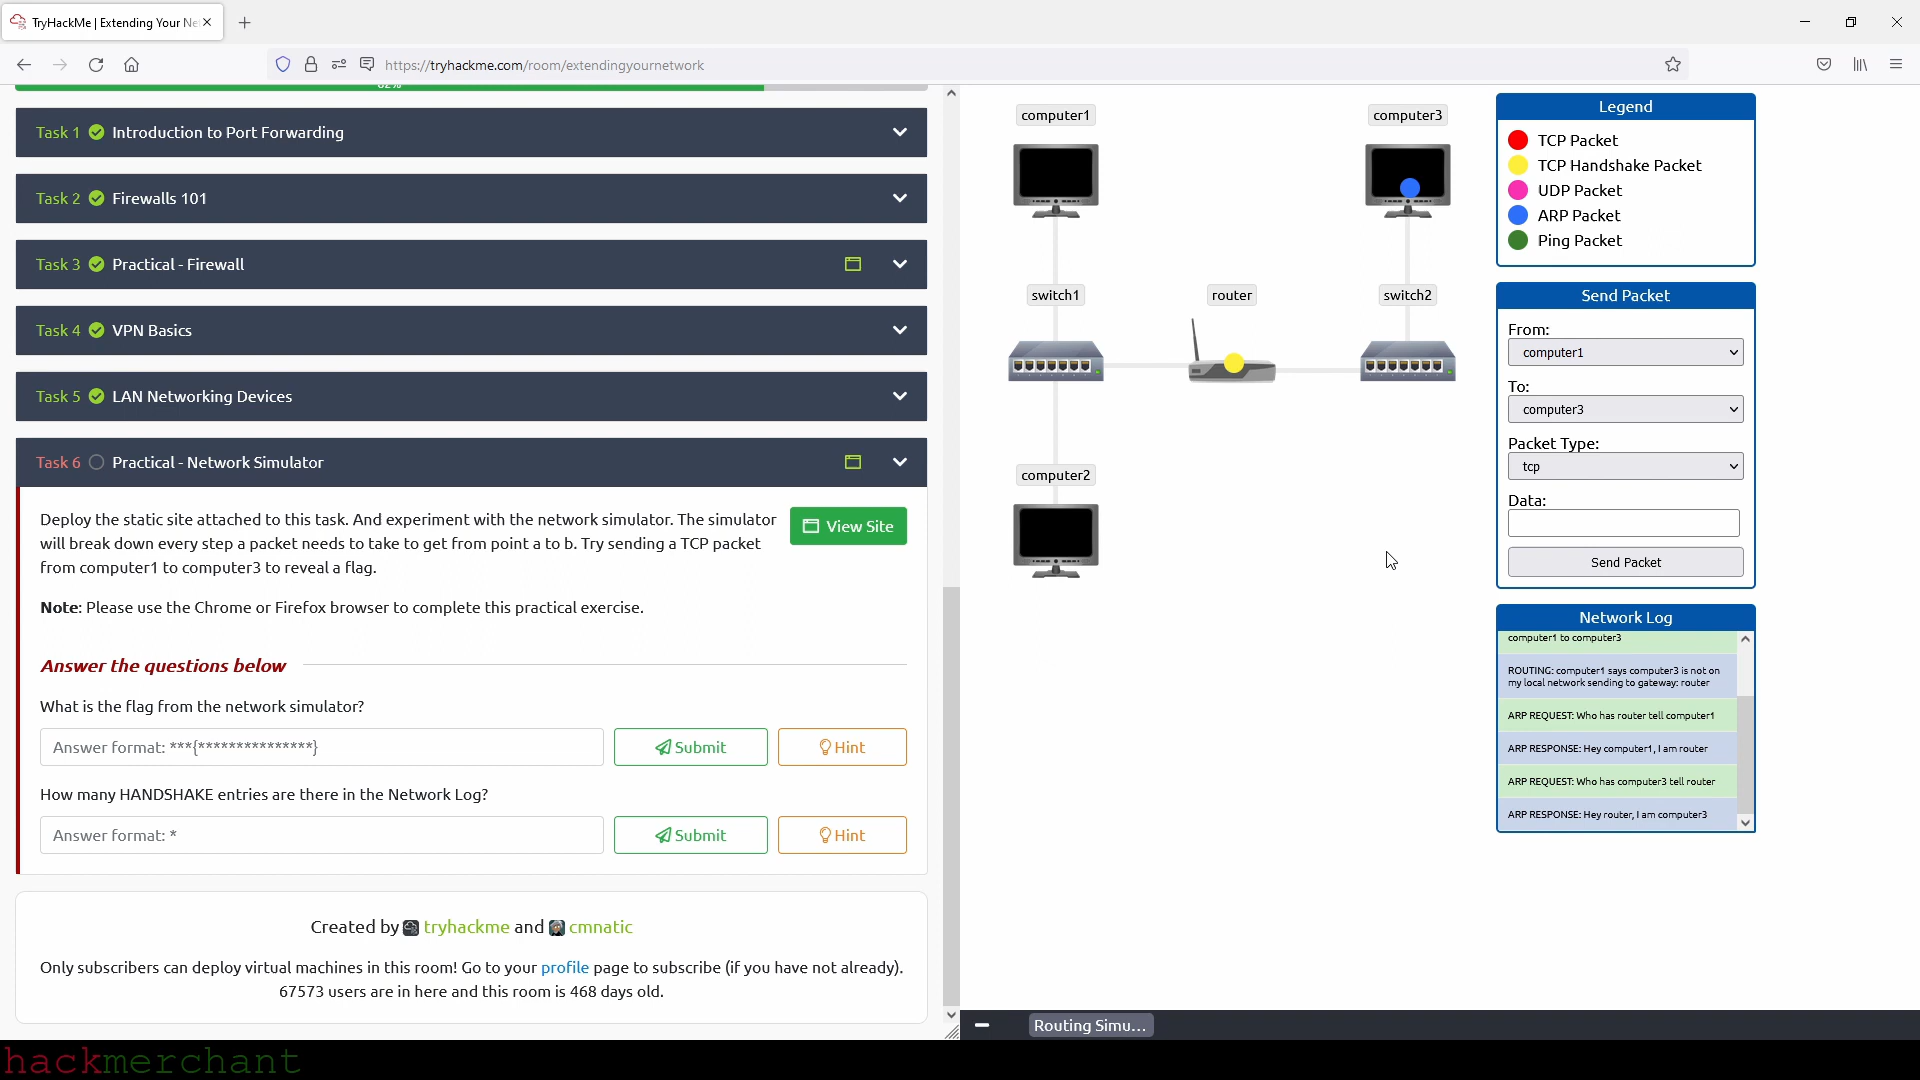 TryHackMe | Extending Your Ne
https://tryhackme.com/room/extendingyournetwork
82%
Task 1 Introduction to Port Forwarding
Task 2 Firewalls 101
Task 3 Practical - Firewall
Task 4 VPN Basics
Task 5 LAN Networking Devices
Task 6 Practical - Network Simulator
Deploy the static site attached to this task. And experiment with the network simulator. The simulator
will break down every step a packet needs to take to get from point a to b. Try sending a TCP packet
from computer1 to computer3 to reveal a flag.
View Site
Note: Please use the Chrome or Firefox browser to complete this practical exercise.
Answer the questions below
What is the flag from the network simulator?
Answer format: ***{***************}
Submit
Hint
How many HANDSHAKE entries are there in the Network Log?
Answer format: *
Submit
Hint
Created by tryhackme and cmnatic
Only subscribers can deploy virtual machines in this room! Go to your profile page to subscribe (if you have not already).
67573 users are in here and this room is 468 days old.
computer1
computer3
switch1
router
switch2
computer2
Legend
TCP Packet
TCP Handshake Packet
UDP Packet
ARP Packet
Ping Packet
Send Packet
From:
computer1
To:
computer3
Packet Type:
tcp
Data:
Send Packet
Network Log
computer1 to computer3
ROUTING: computer1 says computer3 is not on
my local network sending to gateway: router
ARP REQUEST: Who has router tell computer1
ARP RESPONSE: Hey computer1, I am router
ARP REQUEST: Who has computer3 tell router
ARP RESPONSE: Hey router, I am computer3
Routing Simu...
hackmerchant